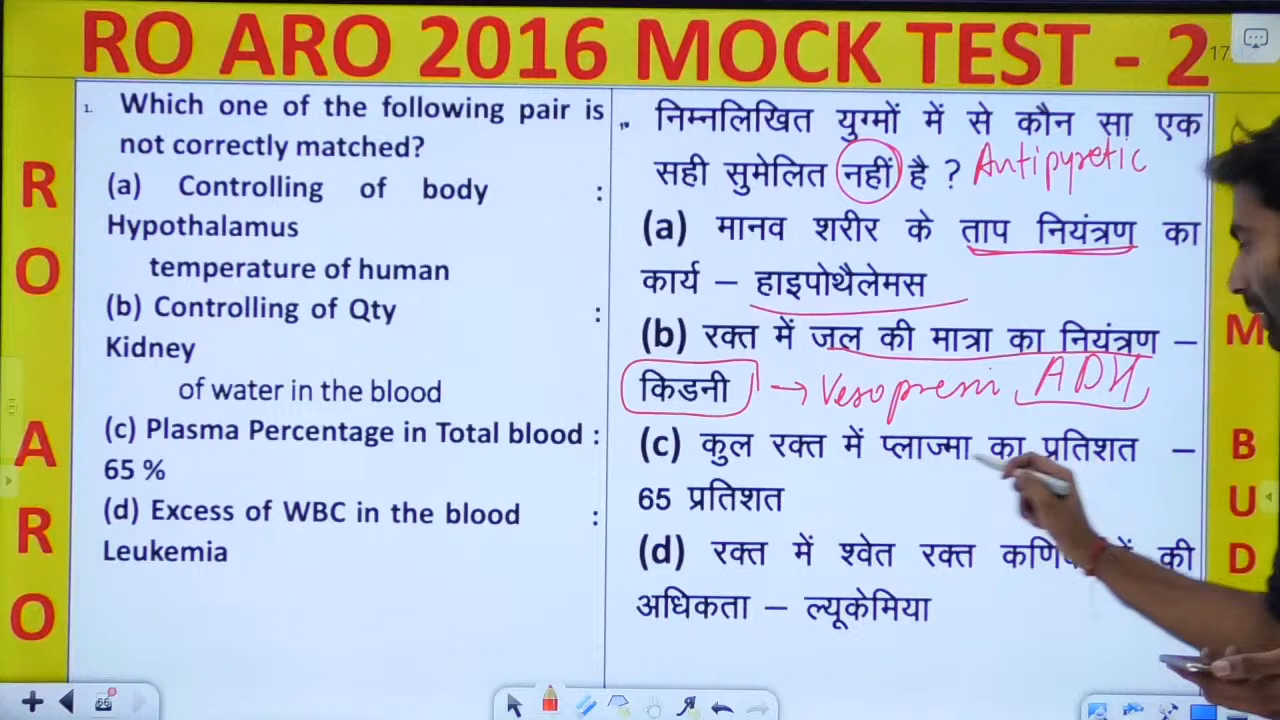 RO ARO 2016 MOCK TEST - 2
17
R
O
A
R
O
1. Which one of the following pair is
not correctly matched?
(a) Controlling of body :
Hypothalamus
temperature of human
(b) Controlling of Qty :
Kidney
of water in the blood
(c) Plasma Percentage in Total blood :
65 %
(d) Excess of WBC in the blood :
Leukemia
निम्नलिखित युग्मों में से कौन सा एक
सही सुमेलित नहीं है ? Antipyretic
(a) मानव शरीर के ताप नियंत्रण का
कार्य – हाइपोथैलेमस
(b) रक्त में जल की मात्रा का नियंत्रण –
किडनी → Vesopresin ADH
(c) कुल रक्त में प्लाज्मा का प्रतिशत –
65 प्रतिशत
(d) रक्त में श्वेत रक्त की
अधिकता – ल्यूकेमिया
M
B
U
D
66